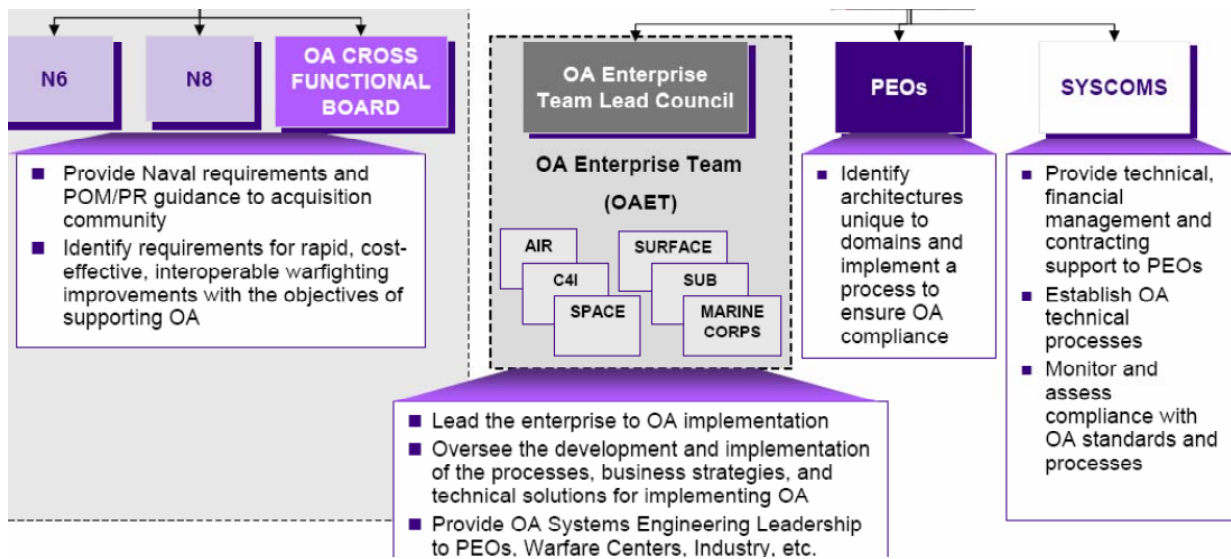 N6
N8
OA CROSS
FUNCTIONAL
BOARD
■ Provide Naval requirements and
POM/PR guidance to acquisition
community
■ Identify requirements for rapid, cost-
effective, interoperable warfighting
improvements with the objectives of
supporting OA
OA Enterprise
Team Lead Council
OA Enterprise Team
(OAET)
AIR
C4I
SPACE
SURFACE
SUB
MARINE
CORPS
■ Lead the enterprise to OA implementation
■ Oversee the development and implementation
of the processes, business strategies, and
technical solutions for implementing OA
■ Provide OA Systems Engineering Leadership
to PEOs, Warfare Centers, Industry, etc.
PEOs
■ Identify
architectures
unique to
domains and
implement a
process to
ensure OA
compliance
SYSCOMS
■ Provide technical,
financial
management and
contracting
support to PEOs
■ Establish OA
technical
processes
■ Monitor and
assess
compliance with
OA standards and
processes